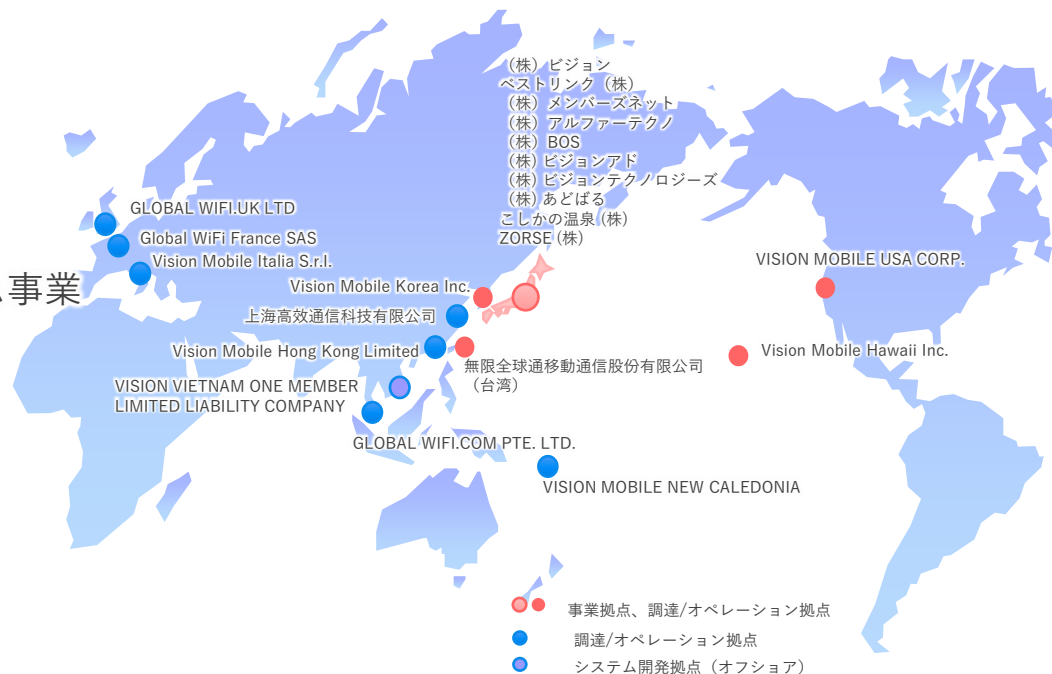 （株）ビジョン
ベストリンク（株）
（株）メンバーズネット
（株）アルファーテクノ
（株）BOS
（株）ビジョンアド
（株）ビジョンテクノロジーズ
（株）あどばる
こしかの温泉（株）
ZORSE（株）
GLOBAL WIFI.UK LTD
Global WiFi France SAS
Vision Mobile Italia S.r.l.
事業
VISION MOBILE USA CORP.
Vision Mobile Korea Inc.
上海高效通信科技有限公司
Vision Mobile Hong Kong Limited
Vision Mobile Hawaii Inc.
無限全球通移動通信股份有限公司
（台湾）
VISION VIETNAM ONE MEMBER
LIMITED LIABILITY COMPANY
GLOBAL WIFI.COM PTE. LTD.
VISION MOBILE NEW CALEDONIA
事業拠点、調達/オペレーション拠点
調達/オペレーション拠点
システム開発拠点（オフショア）